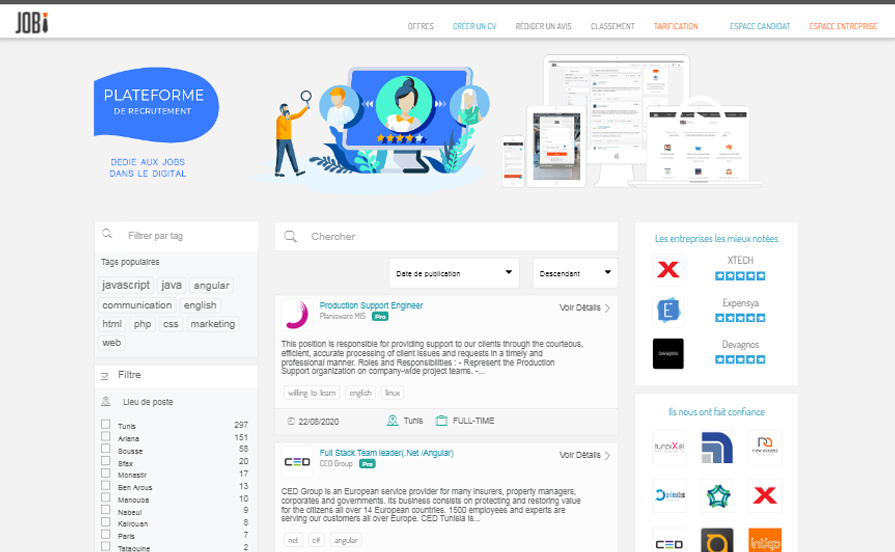 JOBi
OFFRES CRÉER UN CV RÉDIGER UN AVIS CLASSEMENT TARIFICATION ESPACE CANDIDAT ESPACE ENTREPRISE
PLATEFORME
DE RECRUTEMENT
DEDIE AUX JOBS
DANS LE DIGITAL
Filtrer par tag
Tags populaires
javascript java angular
communication english
html php css marketing
web
Filtre
Lieu de poste
Tunis 297
Ariana 151
Sousse 58
Sfax 20
Monastir 17
Ben Arous 13
Manouba 10
Nabeul 9
Kairouan 8
Paris 7
Tataouine 2
Chercher
Date de publication Descendant
Production Support Engineer Voir Détails
Planisware MIS Pro
This position is responsible for providing support to our clients through the courteous,
efficient, accurate processing of client issues and requests in a timely and
professional manner. Roles and Responsibilities : - Represent the Production
Support organization on company-wide project teams. -...
willing-to-learn english linux
22/08/2020 Tunis FULL-TIME
Full Stack Team leader(.Net /Angular) Voir Détails
CED Group Pro
CED
CED Group is an European service provider for many insurers, property managers,
corporates and governments. Its business consists on protecting and restoring value
for the citizens all over 14 European countries. 1500 employees and experts are
serving our customers all over Europe. CED Tunisia is...
net c# angular
Les entreprises les mieux notées
XTECH
Expensya
Devagnos
DEVAGNOS
Ils nous ont fait confiance
CED